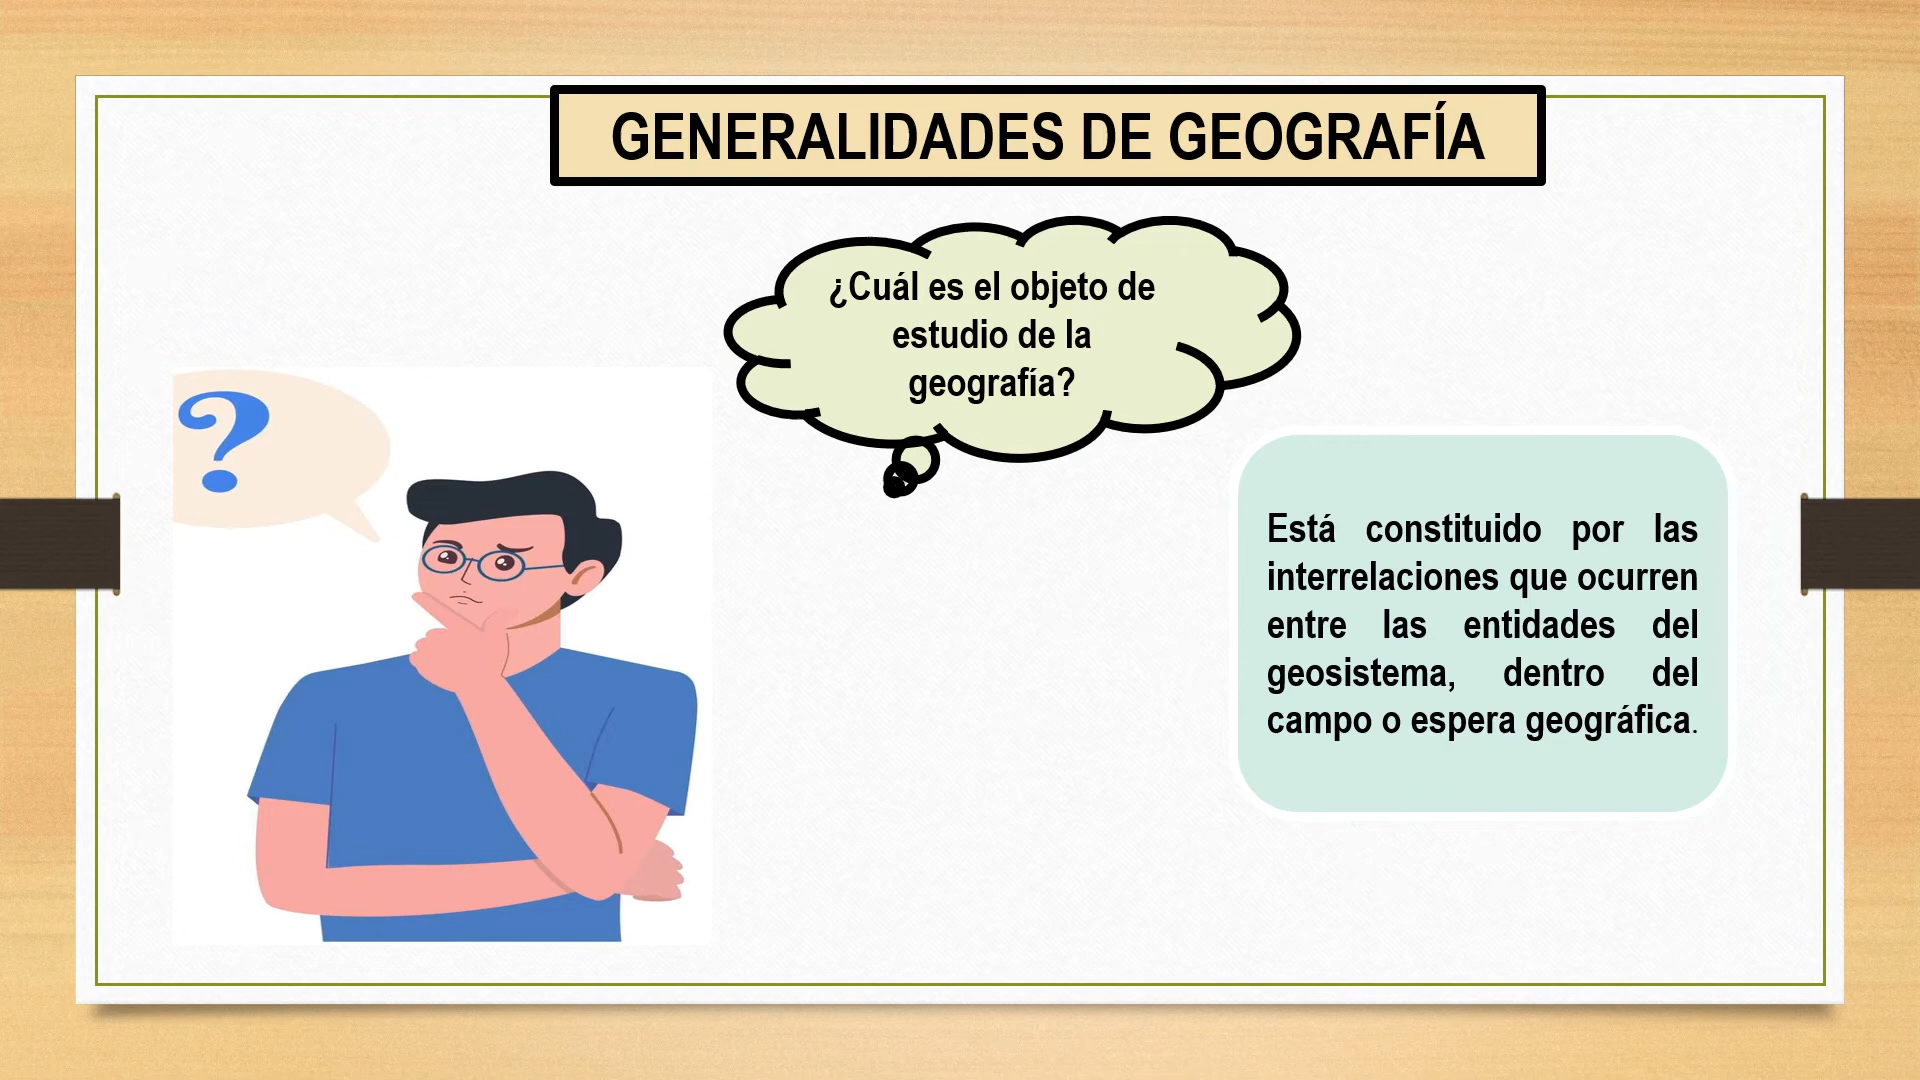 GENERALIDADES DE GEOGRAFÍA
¿Cuál es el objeto de
estudio de la
geografía?
?
Está constituido por las
interrelaciones que ocurren
entre las entidades del
geosistema, dentro del
campo o espera geográfica.